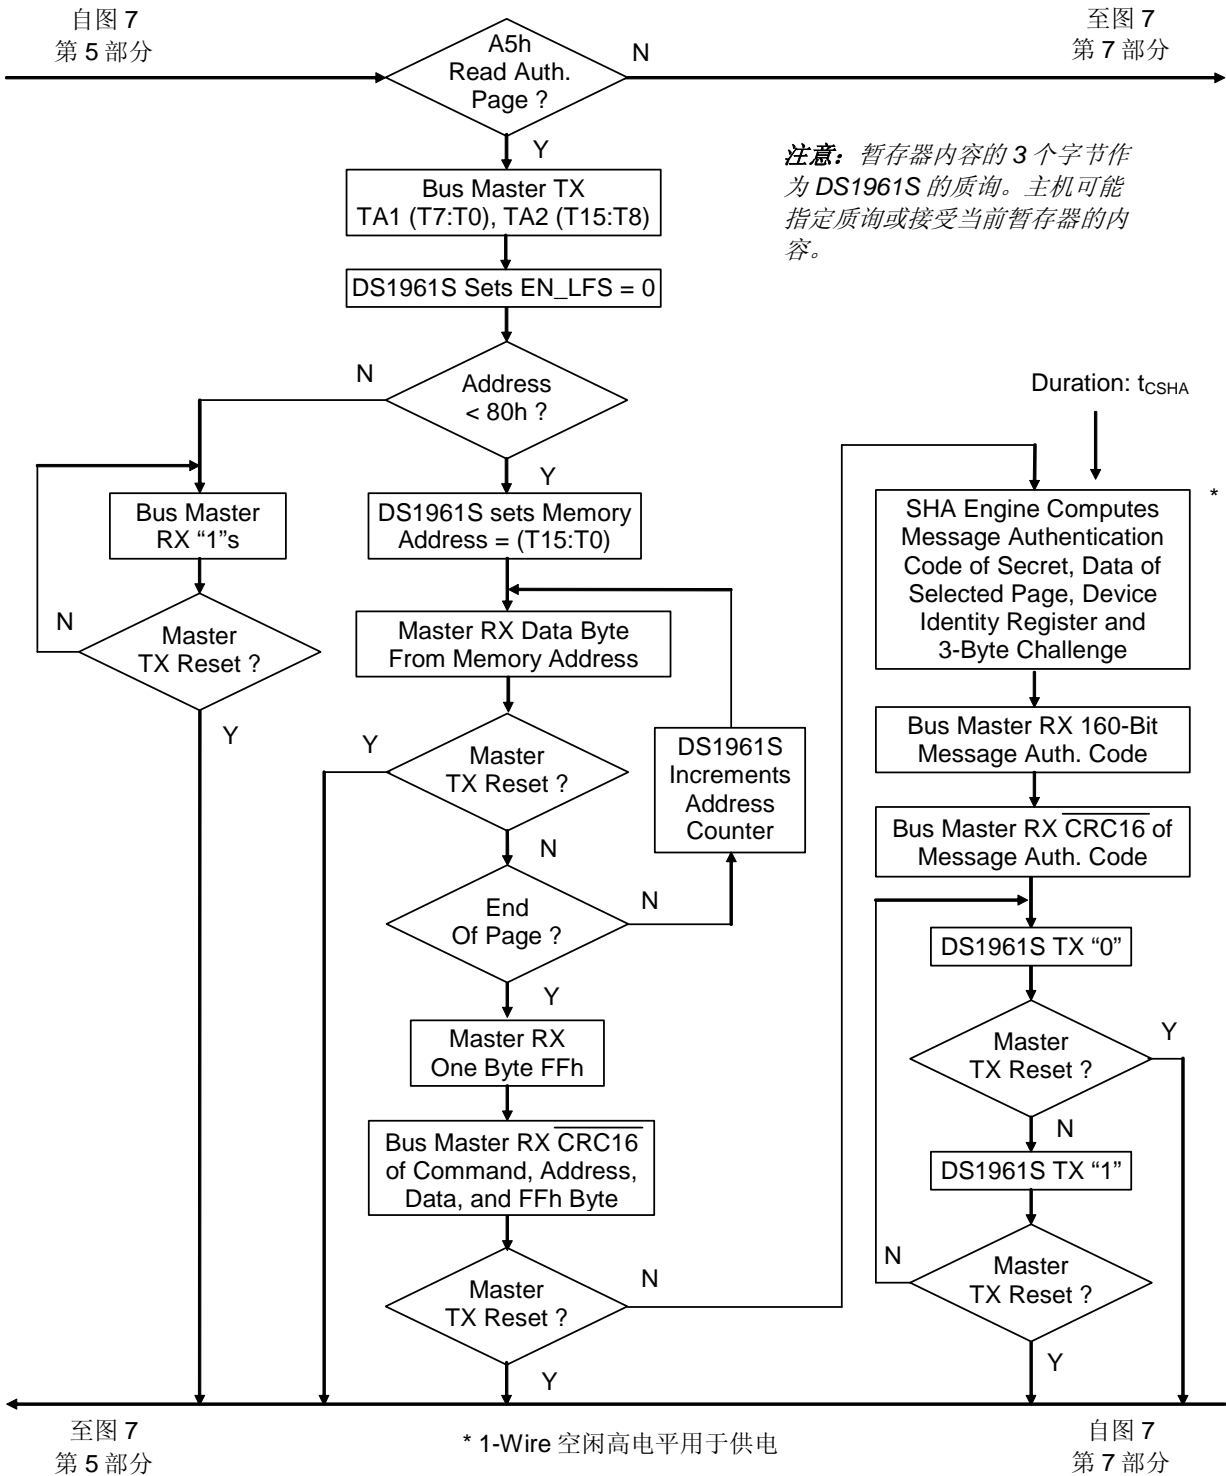 自图 7
第 5 部分
至图 7
第 7 部分
A5h
Read Auth.
Page ?
N
Y
注意：暂存器内容的 3 个字节作
为 DS1961S 的质询。主机可能
指定质询或接受当前暂存器的内
容。
Bus Master TX
TA1 (T7:T0), TA2 (T15:T8)
DS1961S Sets EN_LFS = 0
Address
< 80h ?
N
Y
Bus Master
RX “1”s
Master
TX Reset ?
N
Y
DS1961S sets Memory
Address = (T15:T0)
Master RX Data Byte
From Memory Address
Master
TX Reset ?
Y
N
DS1961S
Increments
Address
Counter
End
Of Page ?
N
Y
Master RX
One Byte FFh
Bus Master RX CRC16
of Command, Address,
Data, and FFh Byte
Master
TX Reset ?
N
Y
Duration: tCSHA
*
SHA Engine Computes
Message Authentication
Code of Secret, Data of
Selected Page, Device
Identity Register and
3-Byte Challenge
Bus Master RX 160-Bit
Message Auth. Code
Bus Master RX CRC16 of
Message Auth. Code
DS1961S TX “0”
Master
TX Reset ?
Y
N
DS1961S TX “1”
Master
TX Reset ?
N
Y
至图 7
第 5 部分
* 1-Wire 空闲高电平用于供电
自图 7
第 7 部分